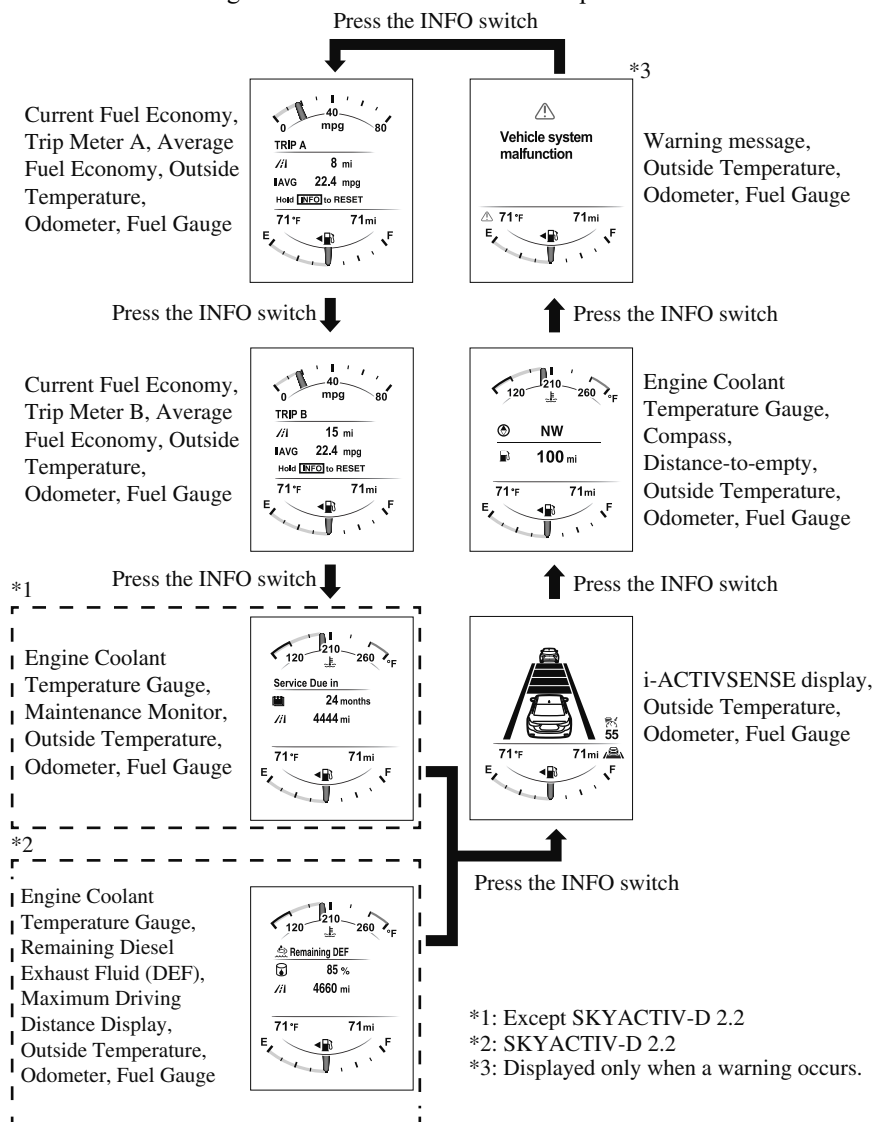 Press the INFO switch
Current Fuel Economy,
Trip Meter A, Average
Fuel Economy, Outside
Temperature,
Odometer, Fuel Gauge
0 40 80
mpg
TRIP A
8 mi
AVG 22.4 mpg
Hold INFO to RESET
71°F 71mi
E F
*3
Vehicle system
malfunction
71°F 71mi
E F
Warning message,
Outside Temperature,
Odometer, Fuel Gauge
Press the INFO switch
Press the INFO switch
Current Fuel Economy,
Trip Meter B, Average
Fuel Economy, Outside
Temperature,
Odometer, Fuel Gauge
0 40 80
mpg
TRIP B
15 mi
AVG 22.4 mpg
Hold INFO to RESET
71°F 71mi
E F
120 210 260 °F
NW
100 mi
71°F 71mi
E F
Engine Coolant
Temperature Gauge,
Compass,
Distance-to-empty,
Outside Temperature,
Odometer, Fuel Gauge
Press the INFO switch
Press the INFO switch
*1
Engine Coolant
Temperature Gauge,
Maintenance Monitor,
Outside Temperature,
Odometer, Fuel Gauge
120 210 260 °F
Service Due in
24 months
4444 mi
71°F 71mi
E F
55
71°F 71mi
E F
i-ACTIVSENSE display,
Outside Temperature,
Odometer, Fuel Gauge
Press the INFO switch
*2
Engine Coolant
Temperature Gauge,
Remaining Diesel
Exhaust Fluid (DEF),
Maximum Driving
Distance Display,
Outside Temperature,
Odometer, Fuel Gauge
120 210 260 °F
Remaining DEF
85 %
4660 mi
71°F 71mi
E F
*1: Except SKYACTIV-D 2.2
*2: SKYACTIV-D 2.2
*3: Displayed only when a warning occurs.